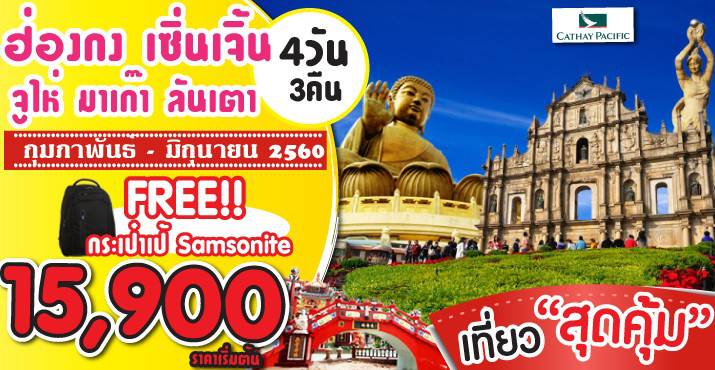 ฮ่องกง เซิ่นเจิ้น
จูไห่ มาเก๊า ลันเตา
4วัน
3คืน
CATHAY PACIFIC
กุมภาพันธ์ - มิถุนายน 2560
FREE!!
กระเป๋าเป้ Samsonite
15,900
ราคาเริ่มต้น
เที่ยว "สุดคุ้ม"